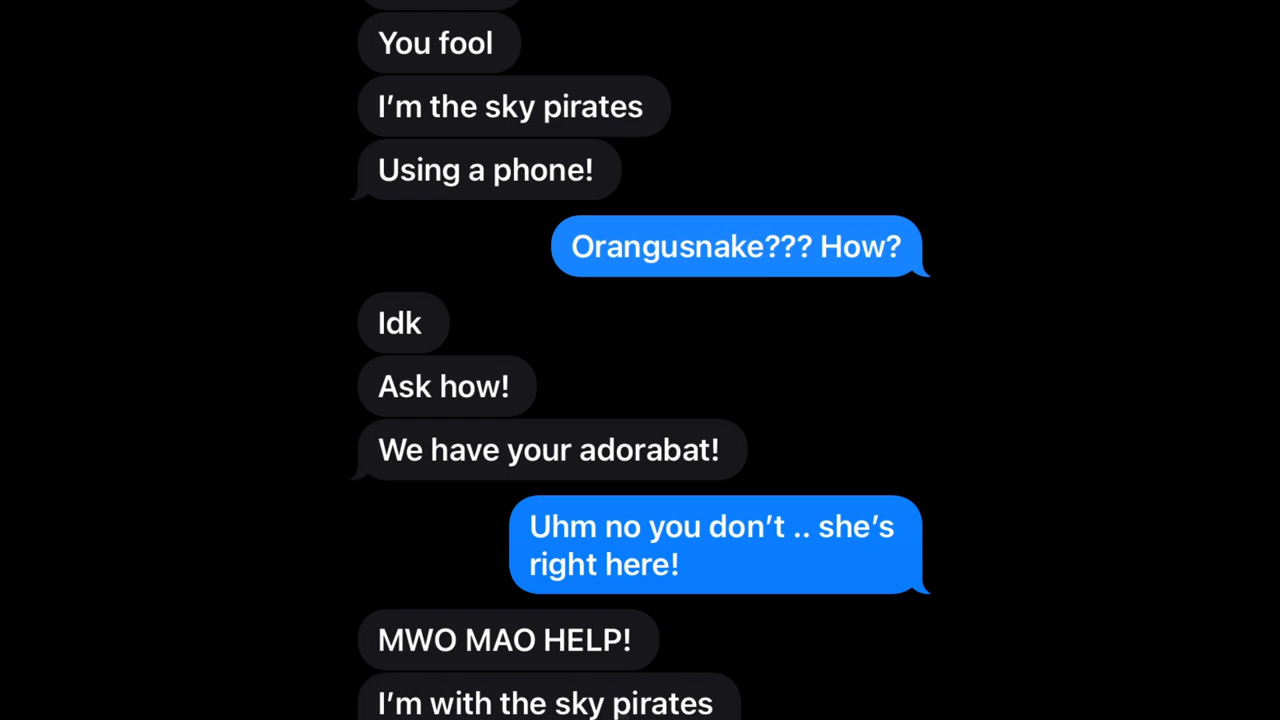 You fool
I’m the sky pirates
Using a phone!
Orangusnake??? How?
Idk
Ask how!
We have your adorabat!
Uhm no you don’t .. she’s
right here!
MWO MAO HELP!
I’m with the sky pirates